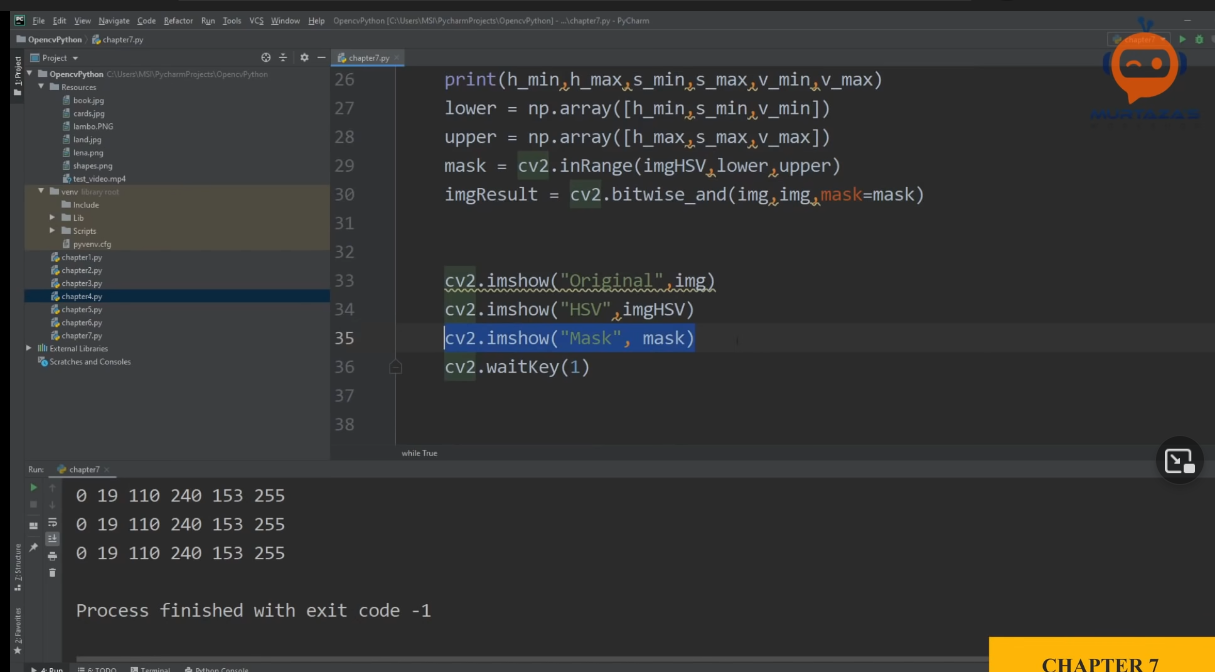 File Edit View Navigate Code Refactor Run Tools VCS Window Help OpencvPython [C:\Users\MSI\PycharmProjects\OpencvPython] - ...\chapter7.py - PyCharm
OpencvPython chapter7.py
chapter7
Project
chapter7.py
1: Project
OpencvPython C:\Users\MSI\PycharmProjects\OpencvPython
Resources
book.jpg
cards.jpg
lambo.PNG
land.jpg
lena.png
shapes.png
test_video.mp4
venv library root
Include
Lib
Scripts
pyvenv.cfg
chapter1.py
chapter2.py
chapter3.py
chapter4.py
chapter5.py
chapter6.py
chapter7.py
External Libraries
Scratches and Consoles
26 print(h_min,h_max,s_min,s_max,v_min,v_max)
27 lower = np.array([h_min,s_min,v_min])
28 upper = np.array([h_max,s_max,v_max])
29 mask = cv2.inRange(imgHSV,lower,upper)
30 imgResult = cv2.bitwise_and(img,img,mask=mask)
31
32
33 cv2.imshow("Original",img)
34 cv2.imshow("HSV",imgHSV)
35 cv2.imshow("Mask", mask)
36 cv2.waitKey(1)
37
38
while True
Run: chapter7
0 19 110 240 153 255
0 19 110 240 153 255
0 19 110 240 153 255
Process finished with exit code -1
Z: Structure
2: Favorites
4: Run 6: TODO Terminal Python Console
CHAPTER 7